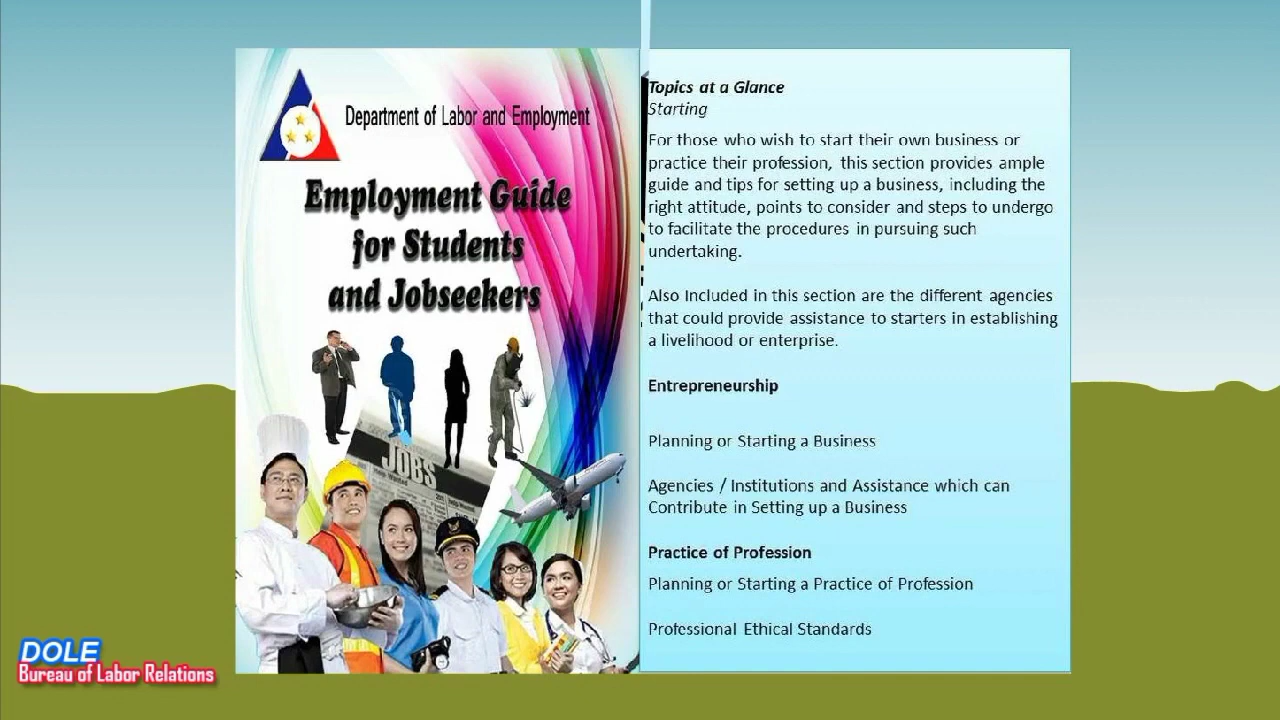 Department of Labor and Employment
Employment Guide
for Students
and Jobseekers
JOBS
Topics at a Glance
Starting
For those who wish to start their own business or
practice their profession, this section provides ample
guide and tips for setting up a business, including the
right attitude, points to consider and steps to undergo
to facilitate the procedures in pursuing such
undertaking.
Also Included in this section are the different agencies
that could provide assistance to starters in establishing
a livelihood or enterprise.
Entrepreneurship
Planning or Starting a Business
Agencies / Institutions and Assistance which can
Contribute in Setting up a Business
Practice of Profession
Planning or Starting a Practice of Profession
Professional Ethical Standards
DOLE
Bureau of Labor Relations